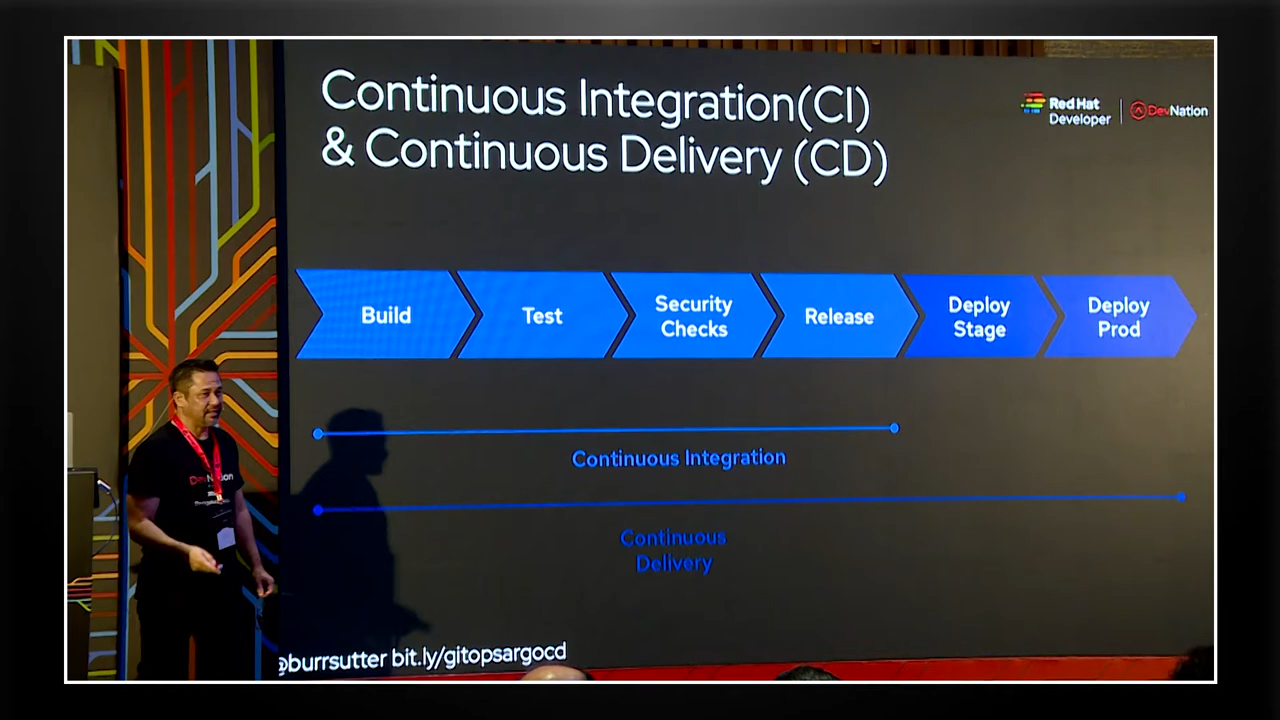 Continuous Integration(CI)
& Continuous Delivery (CD)
Red Hat
Developer
DevNation
Build
Test
Security
Checks
Release
Deploy
Stage
Deploy
Prod
Continuous Integration
Continuous
Delivery
DevNation
@burrsutter bit.ly/gitopsargocd